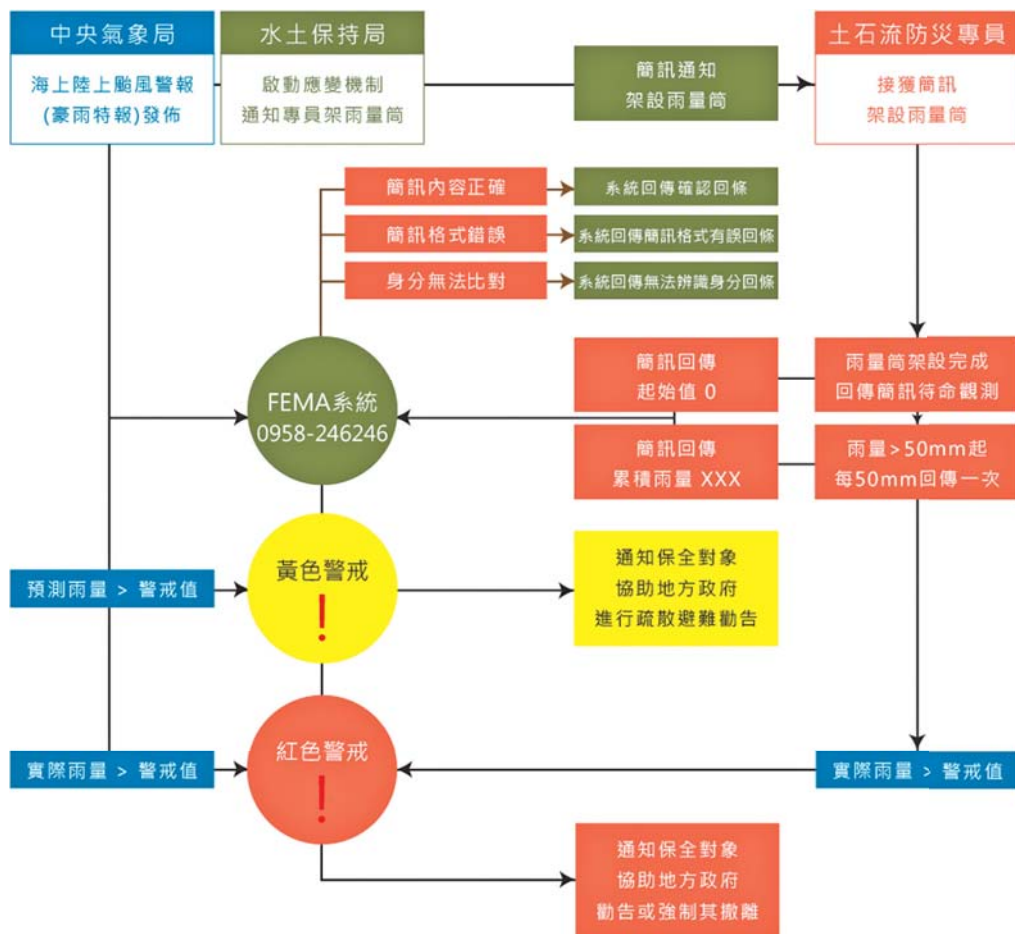 中央氣象局
海上陸上颱風警報
(豪雨特報)發佈
水土保持局
啟動應變機制
通知專員架雨量筒
簡訊通知
架設雨量筒
土石流防災專員
接獲簡訊
架設雨量筒
簡訊內容正確
系統回傳確認回條
簡訊格式錯誤
系統回傳簡訊格式有誤回條
身分無法比對
系統回傳無法辨識身分回條
FEMA系統
0958-246246
簡訊回傳
起始值 0
雨量筒架設完成
回傳簡訊待命觀測
簡訊回傳
累積雨量 XXX
雨量>50mm起
每50mm回傳一次
預測雨量 > 警戒值
黃色警戒
!
通知保全對象
協助地方政府
進行疏散避難勸告
實際雨量 > 警戒值
紅色警戒
!
實際雨量 > 警戒值
通知保全對象
協助地方政府
勸告或強制其撤離